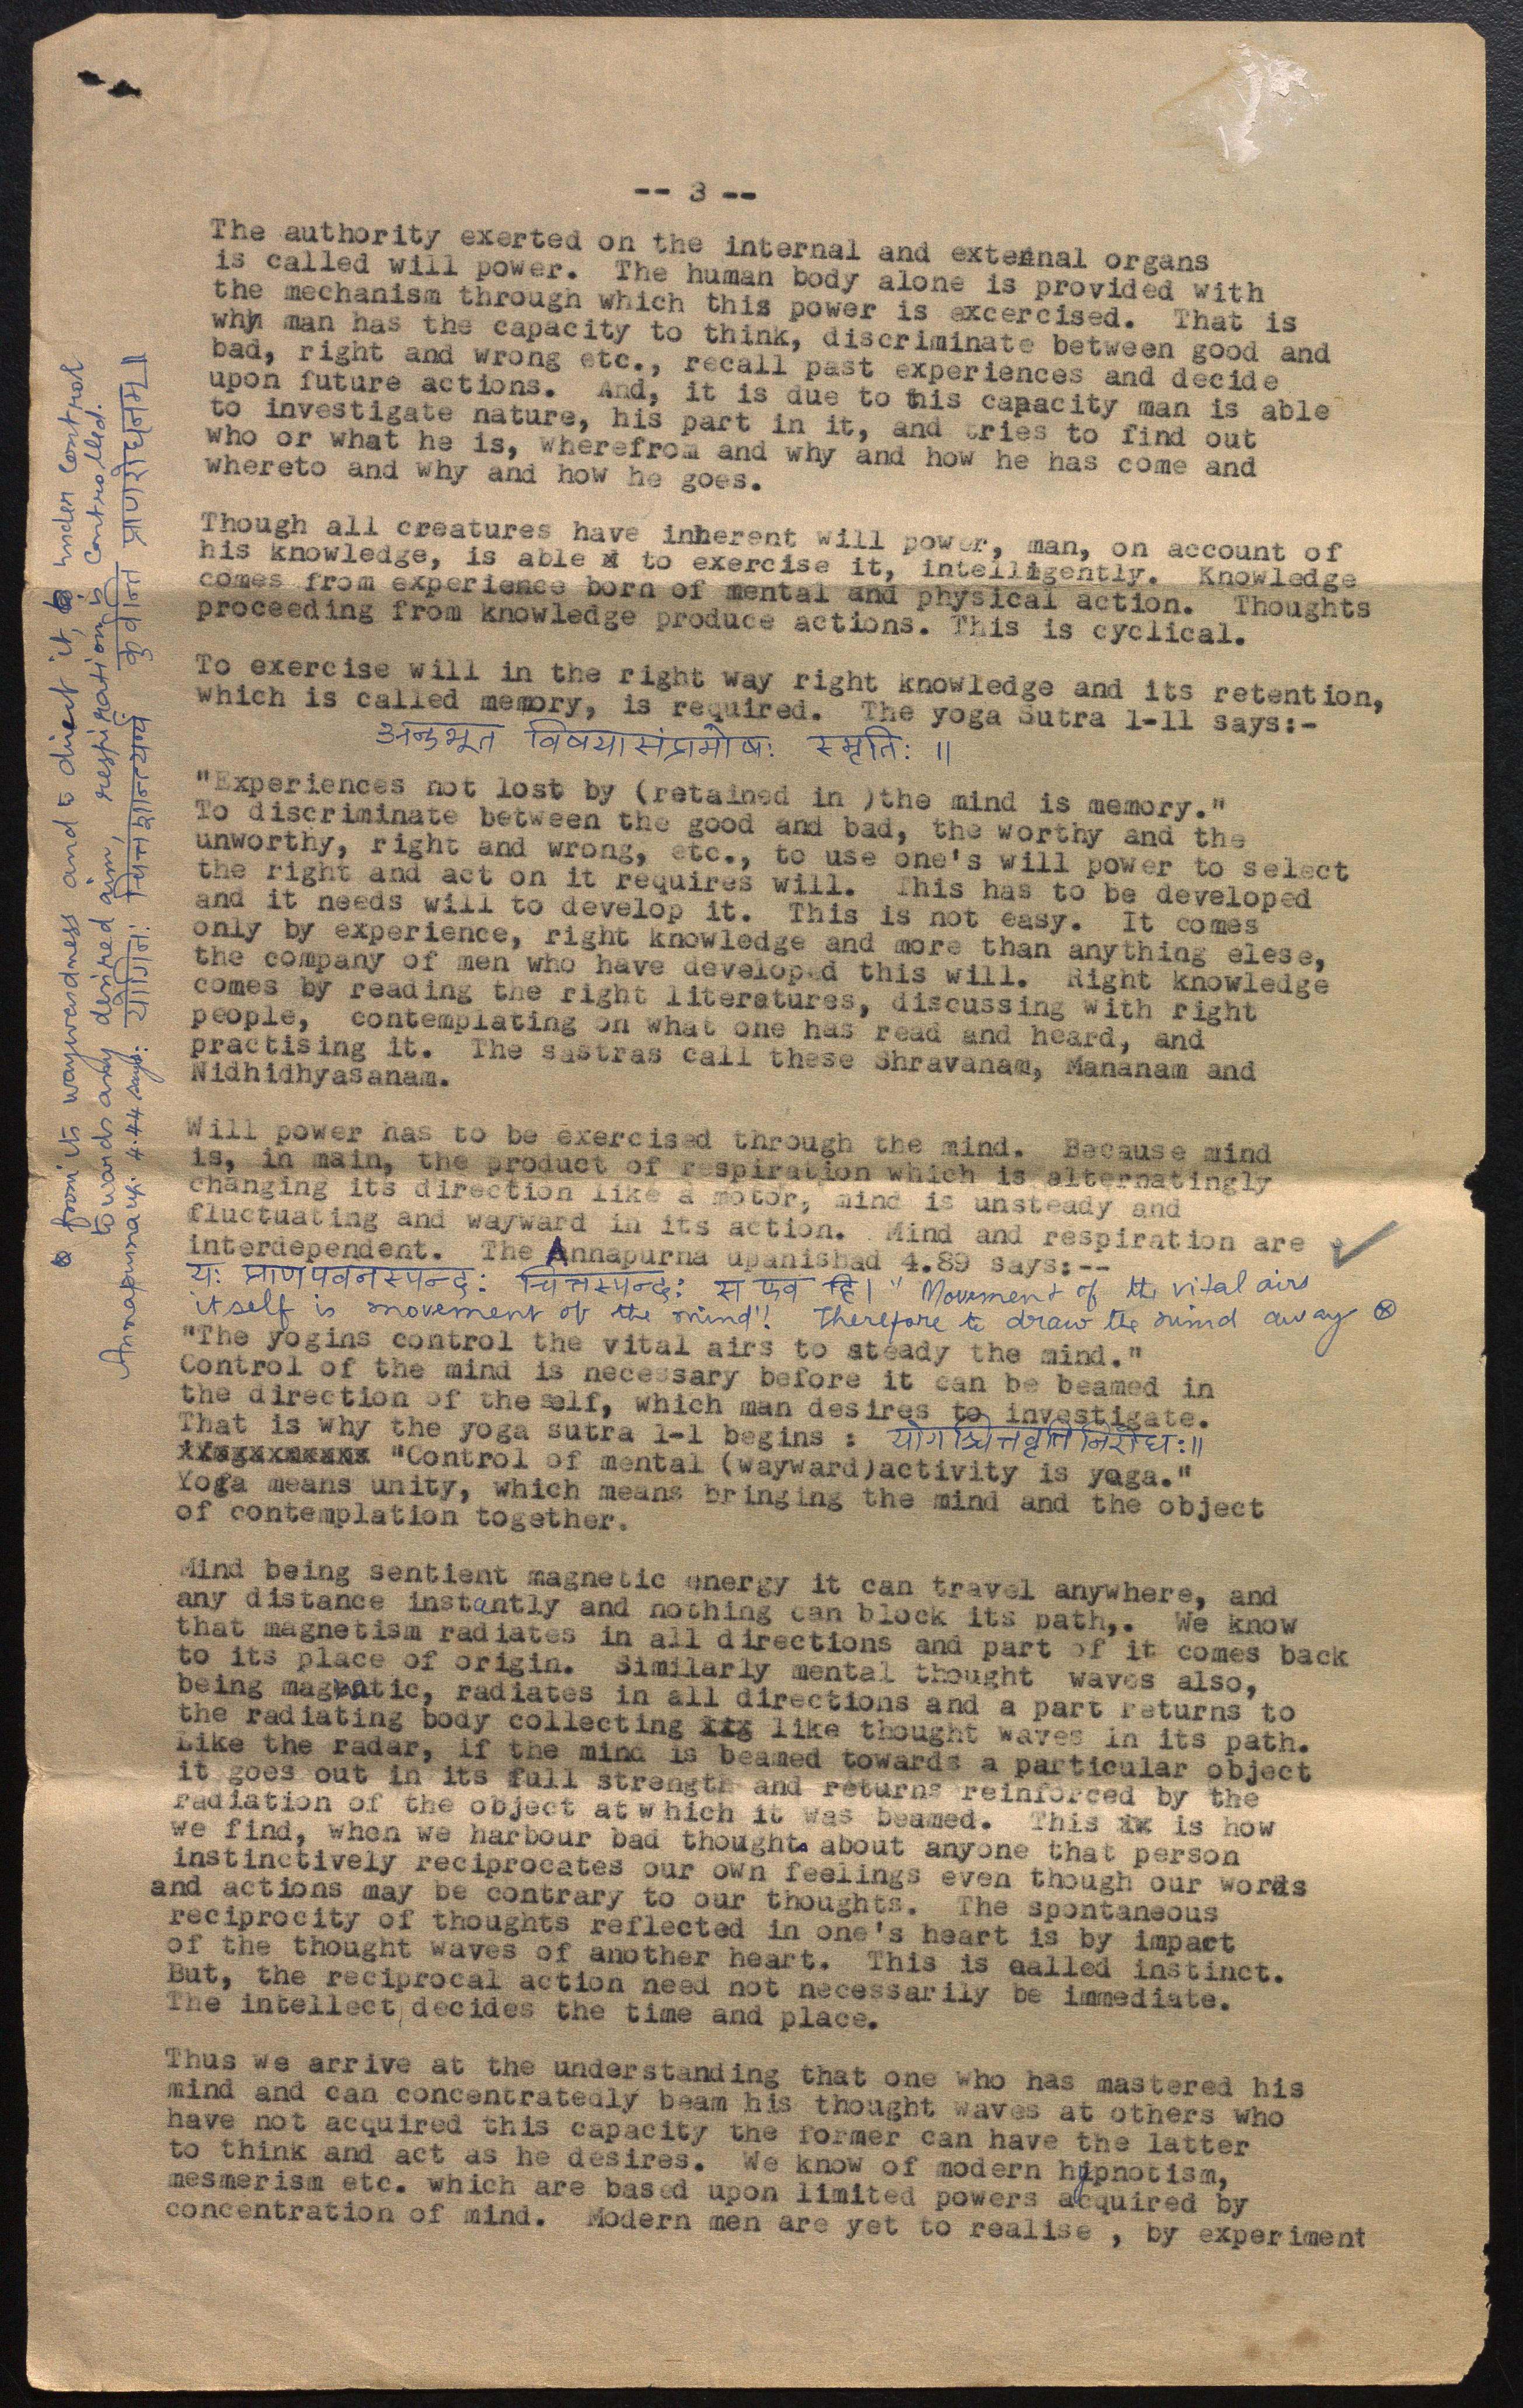 -- 3 --
The authority exerted on the internal and external organs
is called will power. The human body alone is provided with
the mechanism through which this power is excercised. That is
why man has the capacity to think, discriminate between good and
bad, right and wrong etc., recall past experiences and decide
upon future actions. And, it is due to this capacity man is able
to investigate nature, his part in it, and tries to find out
who or what he is, wherefrom and why and how he has come and
whereto and why and how he goes.
Though all creatures have inherent will power, man, on account of
his knowledge, is able to exercise it, intelligently. Knowledge
comes from experience born of mental and physical action. Thoughts
proceeding from knowledge produce actions. This is cyclical.
To exercise will in the right way right knowledge and its retention,
which is called memory, is required. The yoga Sutra 1-11 says:-
अनुभूत विषयासंप्रमोषः स्मृतिः ॥
"Experiences not lost by (retained in )the mind is memory."
To discriminate between the good and bad, the worthy and the
unworthy, right and wrong, etc., to use one's will power to select
the right and act on it requires will. This has to be developed
and it needs will to develop it. This is not easy. It comes
only by experience, right knowledge and more than anything elese,
the company of men who have developed this will. Right knowledge
comes by reading the right literatures, discussing with right
people, contemplating on what one has read and heard, and
practising it. The sastras call these Shravanam, Mananam and
Nidhidhyasanam.
Will power has to be exercised through the mind. Because mind
is, in main, the product of respiration which is alternatingly
changing its direction like a motor, mind is unsteady and
fluctuating and wayward in its action. Mind and respiration are
interdependent. The Annapurna upanishad 4.89 says:--
यः प्राणपवनस्पन्दः चित्तस्पन्दः स एव हि। "Movement of the vital airs
itself is movement of the mind"! Therefore to draw the mind away ⊗
⊗ from its waywardness and to direct it, under control
towards any desired aim, respiration is controlled.
Annapurna up. 4.44 says: योगिनः चित्तशान्त्यर्थं कुर्वन्ति प्राणरोधनम् ॥
"The yogins control the vital airs to steady the mind."
Control of the mind is necessary before it can be beamed in
the direction of the self, which man desires to investigate.
That is why the yoga sutra 1-1 begins : योगश्चित्तवृत्तिनिरोधः॥
"Control of mental (wayward)activity is yoga."
Yoga means unity, which means bringing the mind and the object
of contemplation together.
Mind being sentient magnetic energy it can travel anywhere, and
any distance instantly and nothing can block its path,. We know
that magnetism radiates in all directions and part of it comes back
to its place of origin. Similarly mental thought waves also,
being magnetic, radiates in all directions and a part returns to
the radiating body collecting like thought waves in its path.
Like the radar, if the mind is beamed towards a particular object
it goes out in its full strength and returns reinforced by the
radiation of the object at which it was beamed. This is how
we find, when we harbour bad thoughts about anyone that person
instinctively reciprocates our own feelings even though our words
and actions may be contrary to our thoughts. The spontaneous
reciprocity of thoughts reflected in one's heart is by impact
of the thought waves of another heart. This is called instinct.
But, the reciprocal action need not necessarily be immediate.
The intellect decides the time and place.
Thus we arrive at the understanding that one who has mastered his
mind and can concentratedly beam his thought waves at others who
have not acquired this capacity the former can have the latter
to think and act as he desires. We know of modern hypnotism,
mesmerism etc. which are based upon limited powers acquired by
concentration of mind. Modern men are yet to realise , by experiment